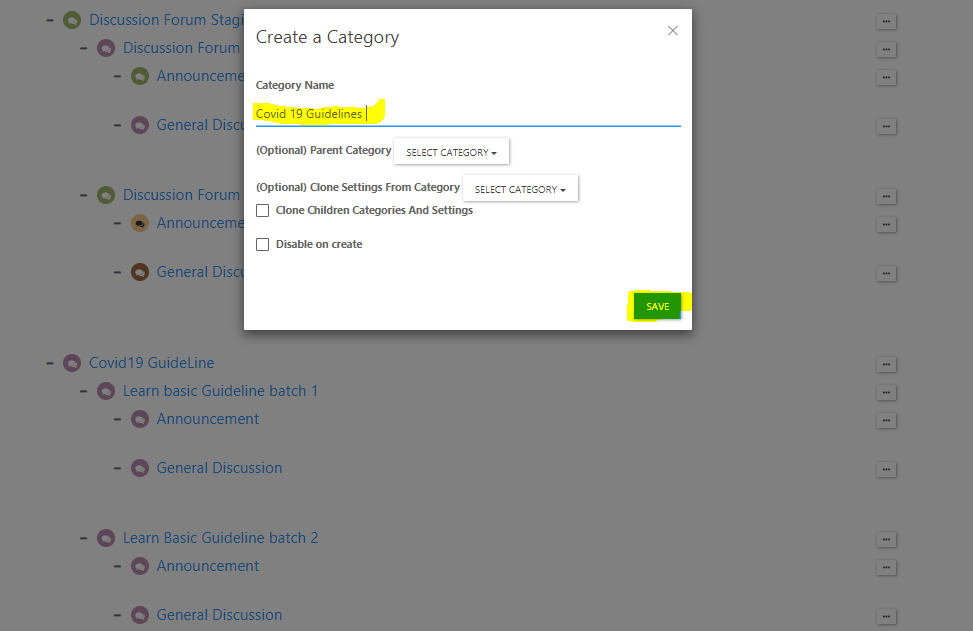 Discussion Forum Stagi
Discussion Forum
Announceme
General Discu
Discussion Forum
Announceme
General Discu
Create a Category
Category Name
Covid 19 Guidelines
(Optional) Parent Category SELECT CATEGORY
(Optional) Clone Settings From Category SELECT CATEGORY
Clone Children Categories And Settings
Disable on create
SAVE
Covid19 GuideLine
Learn basic Guideline batch 1
Announcement
General Discussion
Learn Basic Guideline batch 2
Announcement
General Discussion